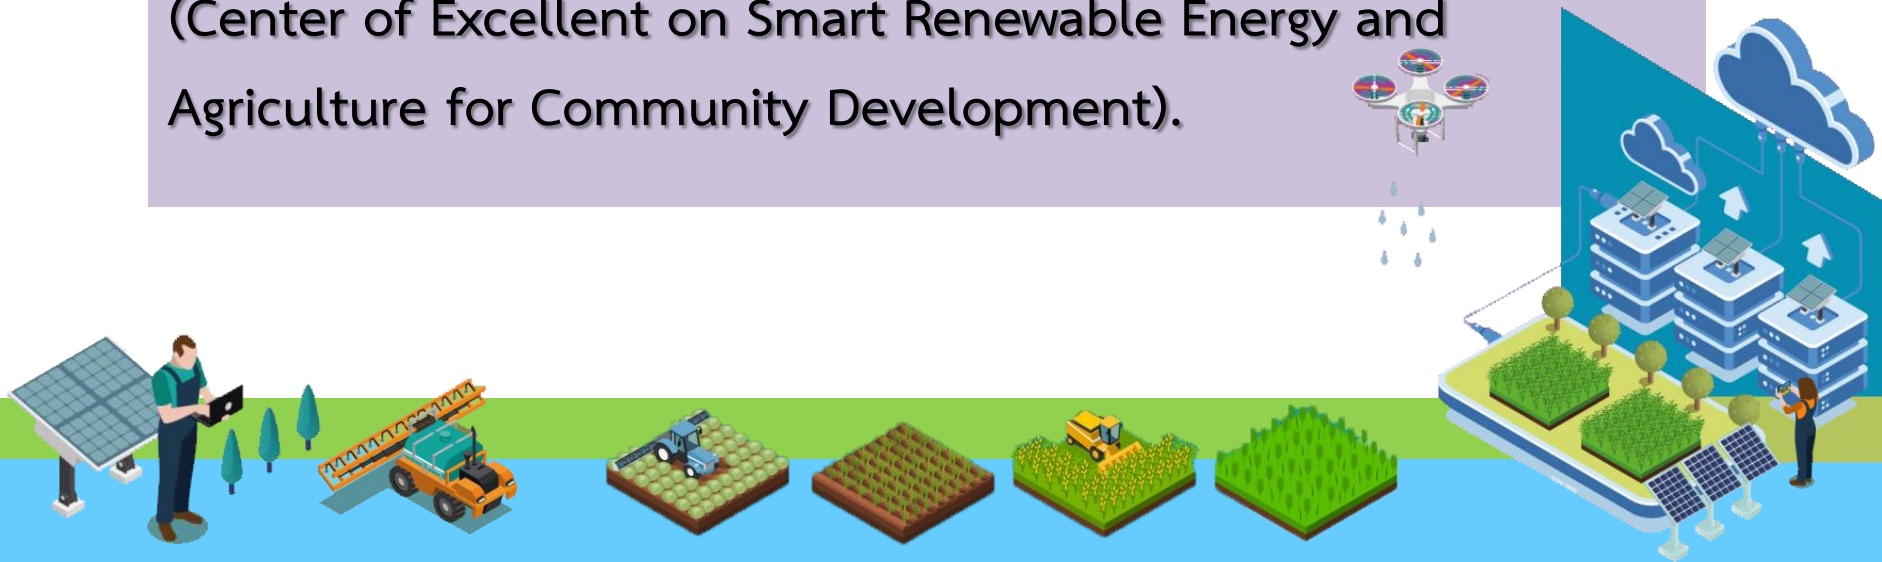 (Center of Excellent on Smart Renewable Energy and
Agriculture for Community Development).